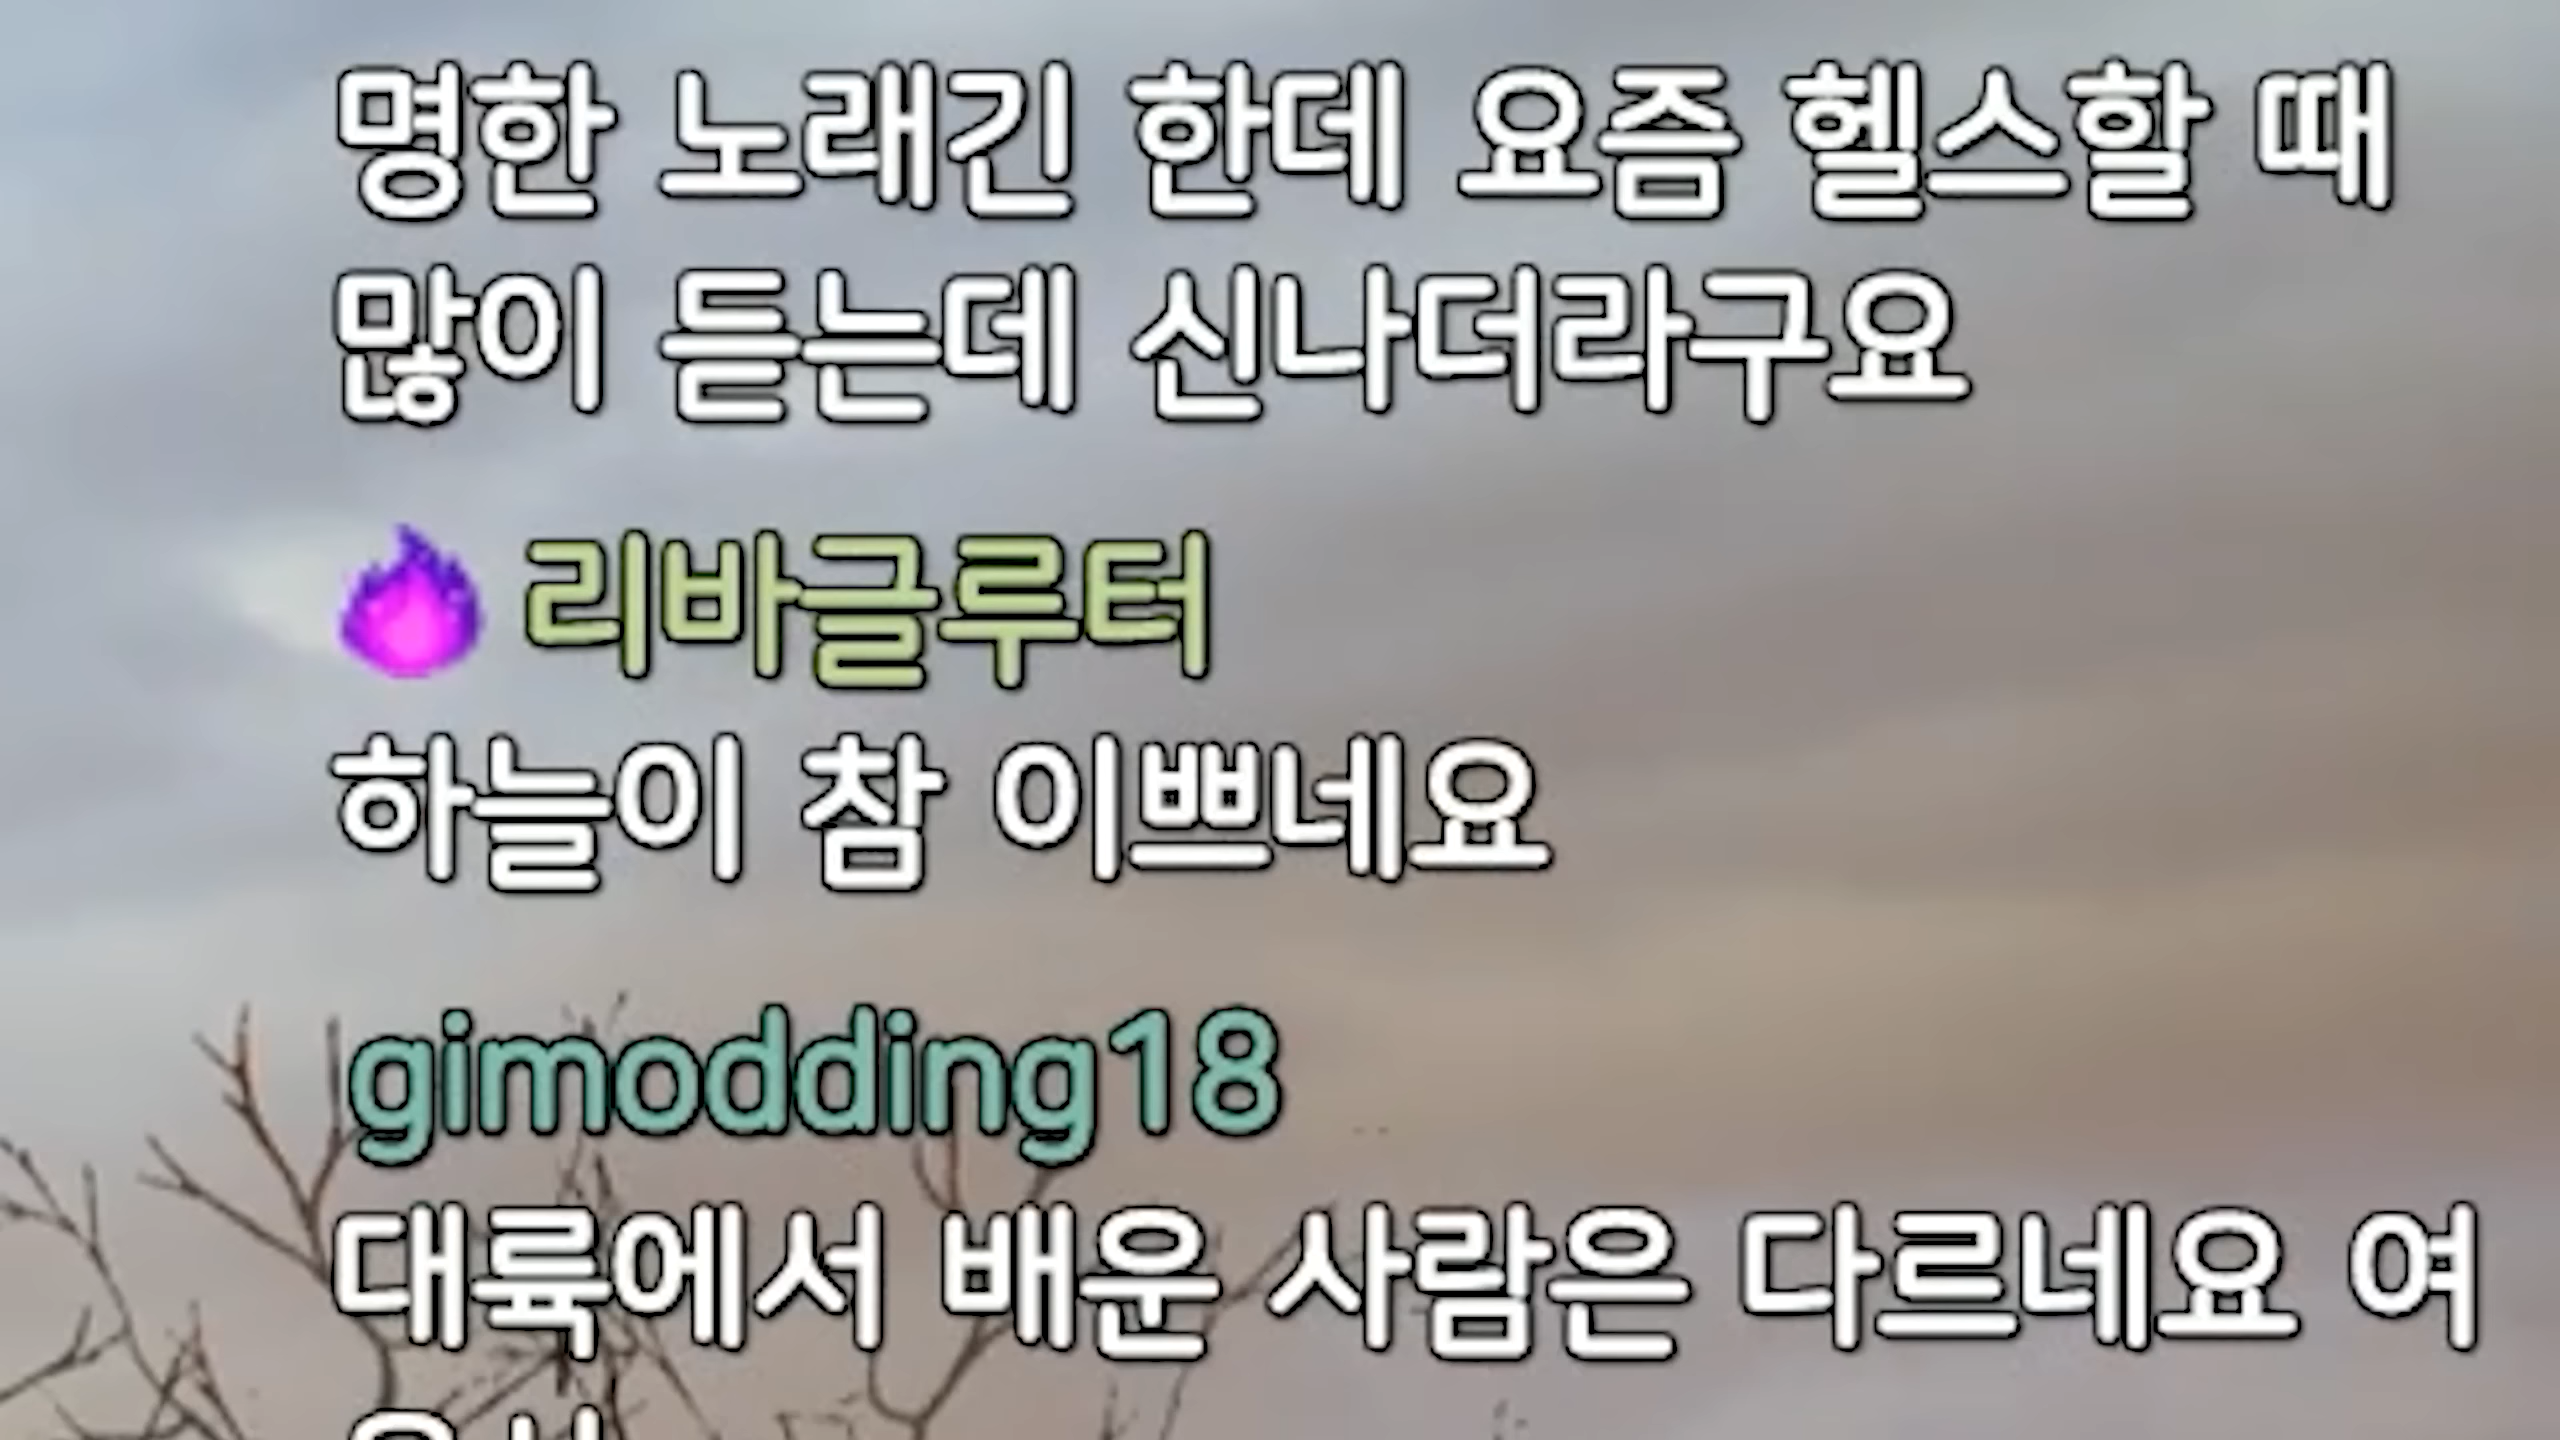 명한 노래긴 한데 요즘 헬스할 때
많이 듣는데 신나더라구요
리바글루터
하늘이 참 이쁘네요
gimodding18
대륙에서 배운 사람은 다르네요 여